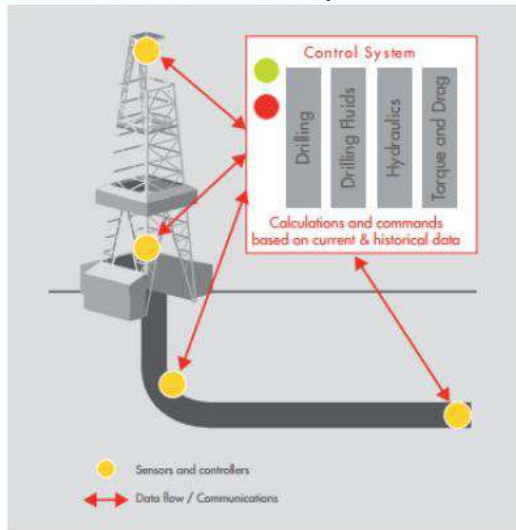 Control System
Drilling
Drilling Fluids
Hydraulics
Torque and Drag
Calculations and commands
based on current & historical data
Sensors and controllers
Data flow / Communications